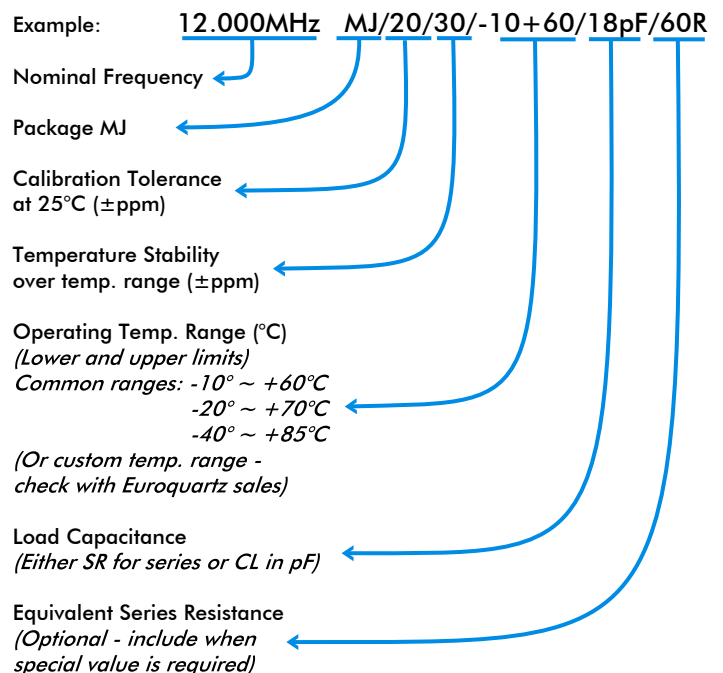 Example: 12.000MHz MJ/20/30/-10+60/18pF/60R
Nominal Frequency
Package MJ
Calibration Tolerance
at 25°C (±ppm)
Temperature Stability
over temp. range (±ppm)
Operating Temp. Range (°C)
(Lower and upper limits)
Common ranges: -10° ~ +60°C
-20° ~ +70°C
-40° ~ +85°C
(Or custom temp. range -
check with Euroquartz sales)
Load Capacitance
(Either SR for series or CL in pF)
Equivalent Series Resistance
(Optional - include when
special value is required)